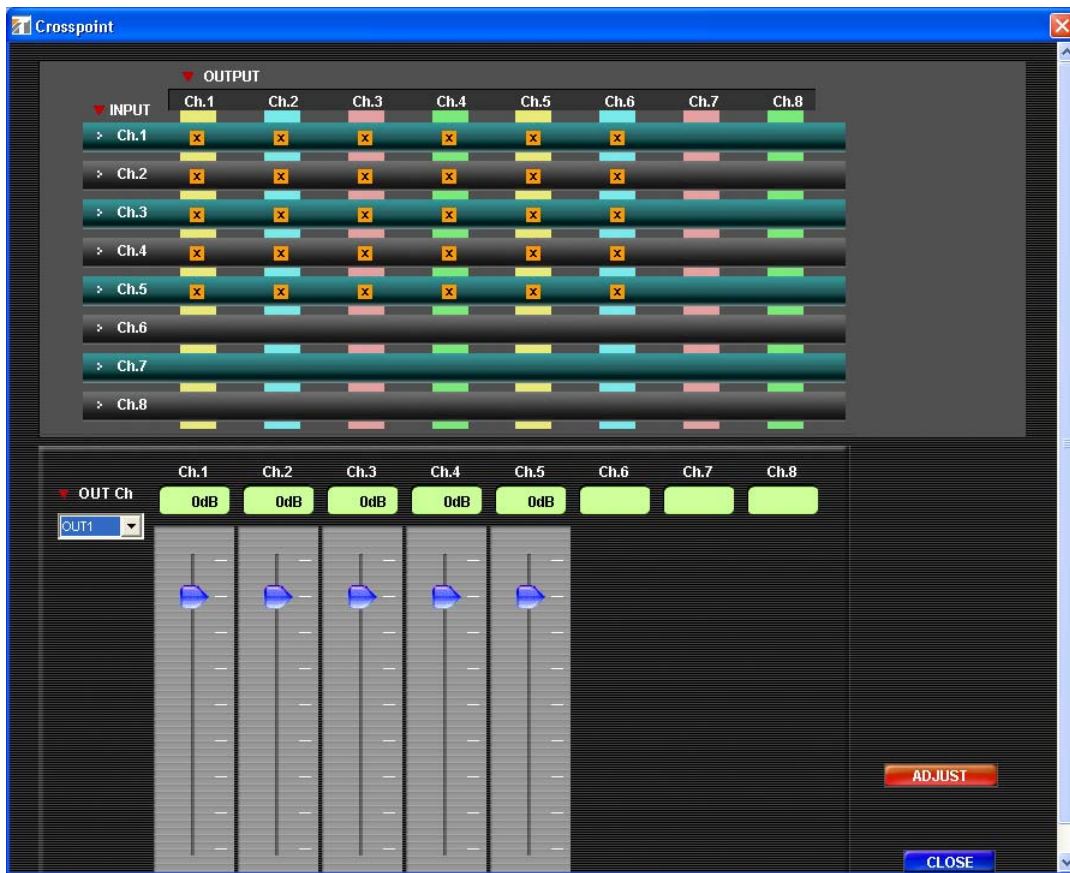 Crosspoint
OUTPUT
INPUT Ch.1 Ch.2 Ch.3 Ch.4 Ch.5 Ch.6 Ch.7 Ch.8
Ch.1 x x x x x x
Ch.2 x x x x x x
Ch.3 x x x x x x
Ch.4 x x x x x x
Ch.5 x x x x x x
Ch.6
Ch.7
Ch.8
Ch.1 Ch.2 Ch.3 Ch.4 Ch.5 Ch.6 Ch.7 Ch.8
OUT Ch 0dB 0dB 0dB 0dB 0dB
OUT1
ADJUST
CLOSE